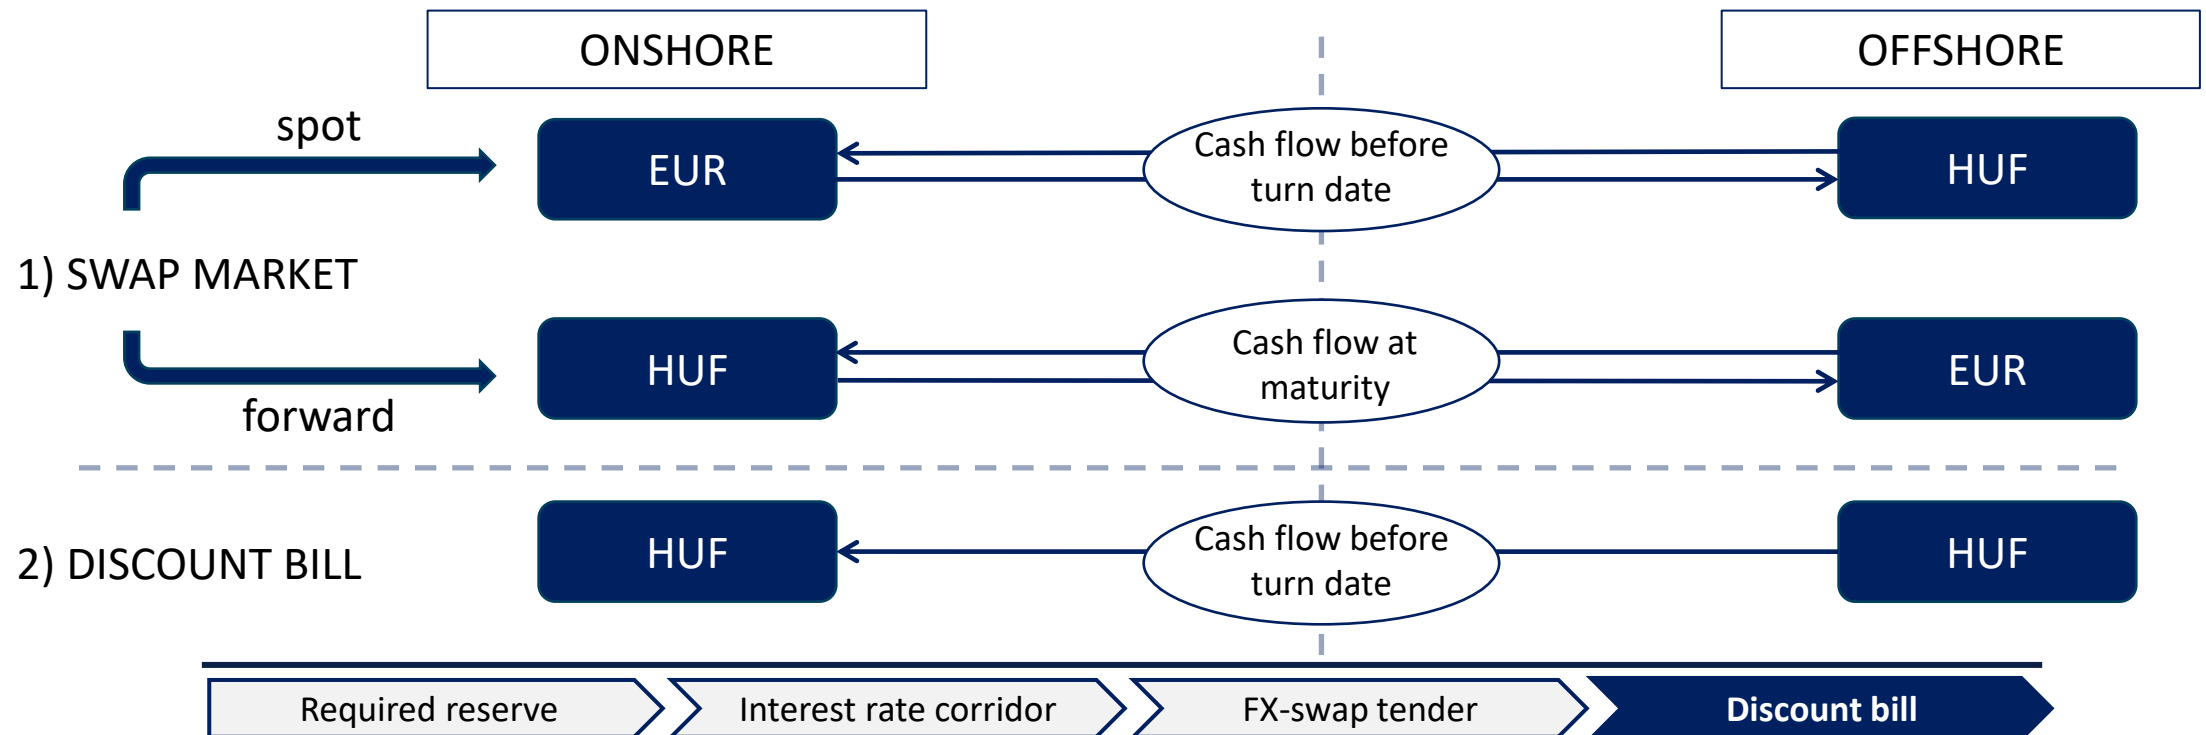 ONSHORE
OFFSHORE
spot
EUR
Cash flow before
turn date
HUF
1) SWAP MARKET
HUF
Cash flow at
maturity
EUR
forward
2) DISCOUNT BILL
HUF
Cash flow before
turn date
HUF
Required reserve
Interest rate corridor
FX-swap tender
Discount bill